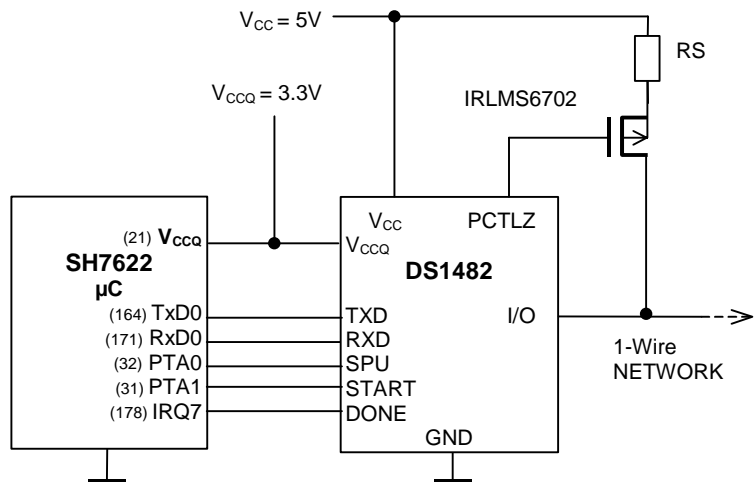 V_CC = 5V
RS
V_CCQ = 3.3V
IRLMS6702
V_CC
PCTLZ
(21) V_CCQ
V_CCQ
SH7622
µC
DS1482
(164) TxD0
TXD
I/O
(171) RxD0
RXD
(32) PTA0
SPU
1-Wire
NETWORK
(31) PTA1
START
(178) IRQ7
DONE
GND